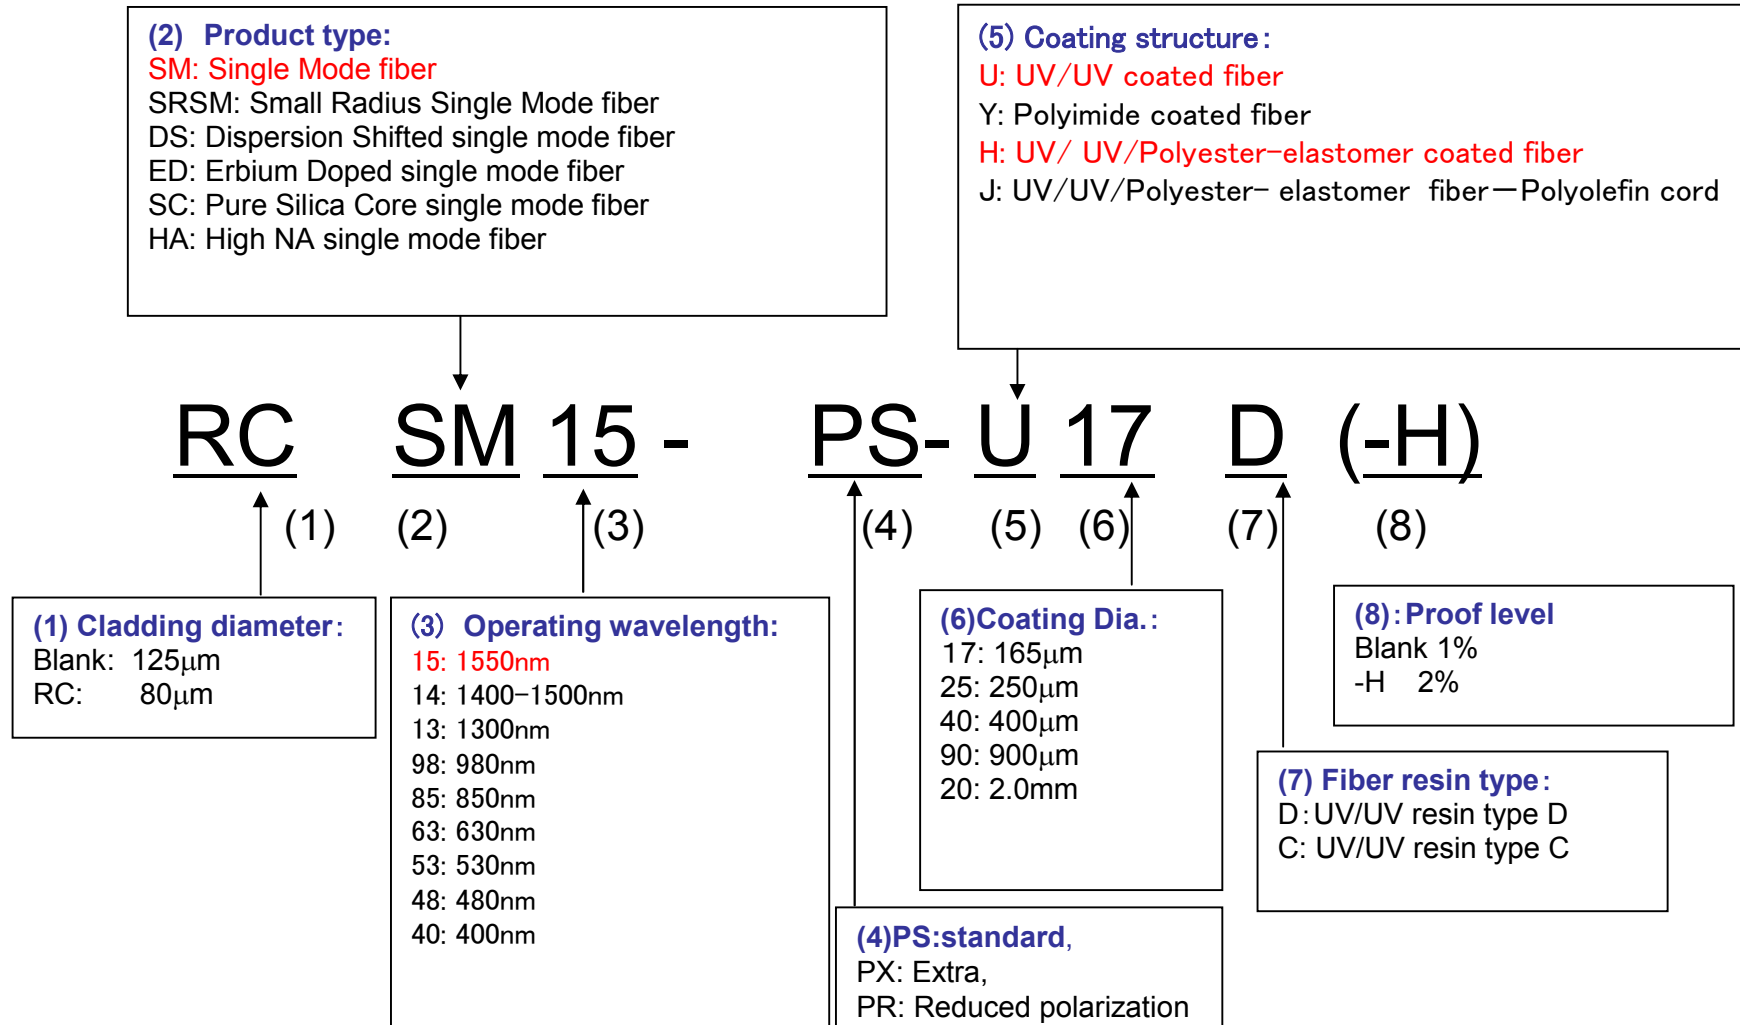 (2) Product type:
SM: Single Mode fiber
SRSM: Small Radius Single Mode fiber
DS: Dispersion Shifted single mode fiber
ED: Erbium Doped single mode fiber
SC: Pure Silica Core single mode fiber
HA: High NA single mode fiber
(5) Coating structure:
U: UV/UV coated fiber
Y: Polyimide coated fiber
H: UV/ UV/Polyester-elastomer coated fiber
J: UV/UV/Polyester- elastomer fiber—Polyolefin cord
RC SM 15 - PS- U 17 D (-H)
(1) (2) (3) (4) (5) (6) (7) (8)
(1) Cladding diameter:
Blank: 125μm
RC: 80μm
(3) Operating wavelength:
15: 1550nm
14: 1400-1500nm
13: 1300nm
98: 980nm
85: 850nm
63: 630nm
53: 530nm
48: 480nm
40: 400nm
(4)PS:standard,
PX: Extra,
PR: Reduced polarization
(6)Coating Dia.:
17: 165μm
25: 250μm
40: 400μm
90: 900μm
20: 2.0mm
(8):Proof level
Blank 1%
-H 2%
(7) Fiber resin type:
D:UV/UV resin type D
C: UV/UV resin type C